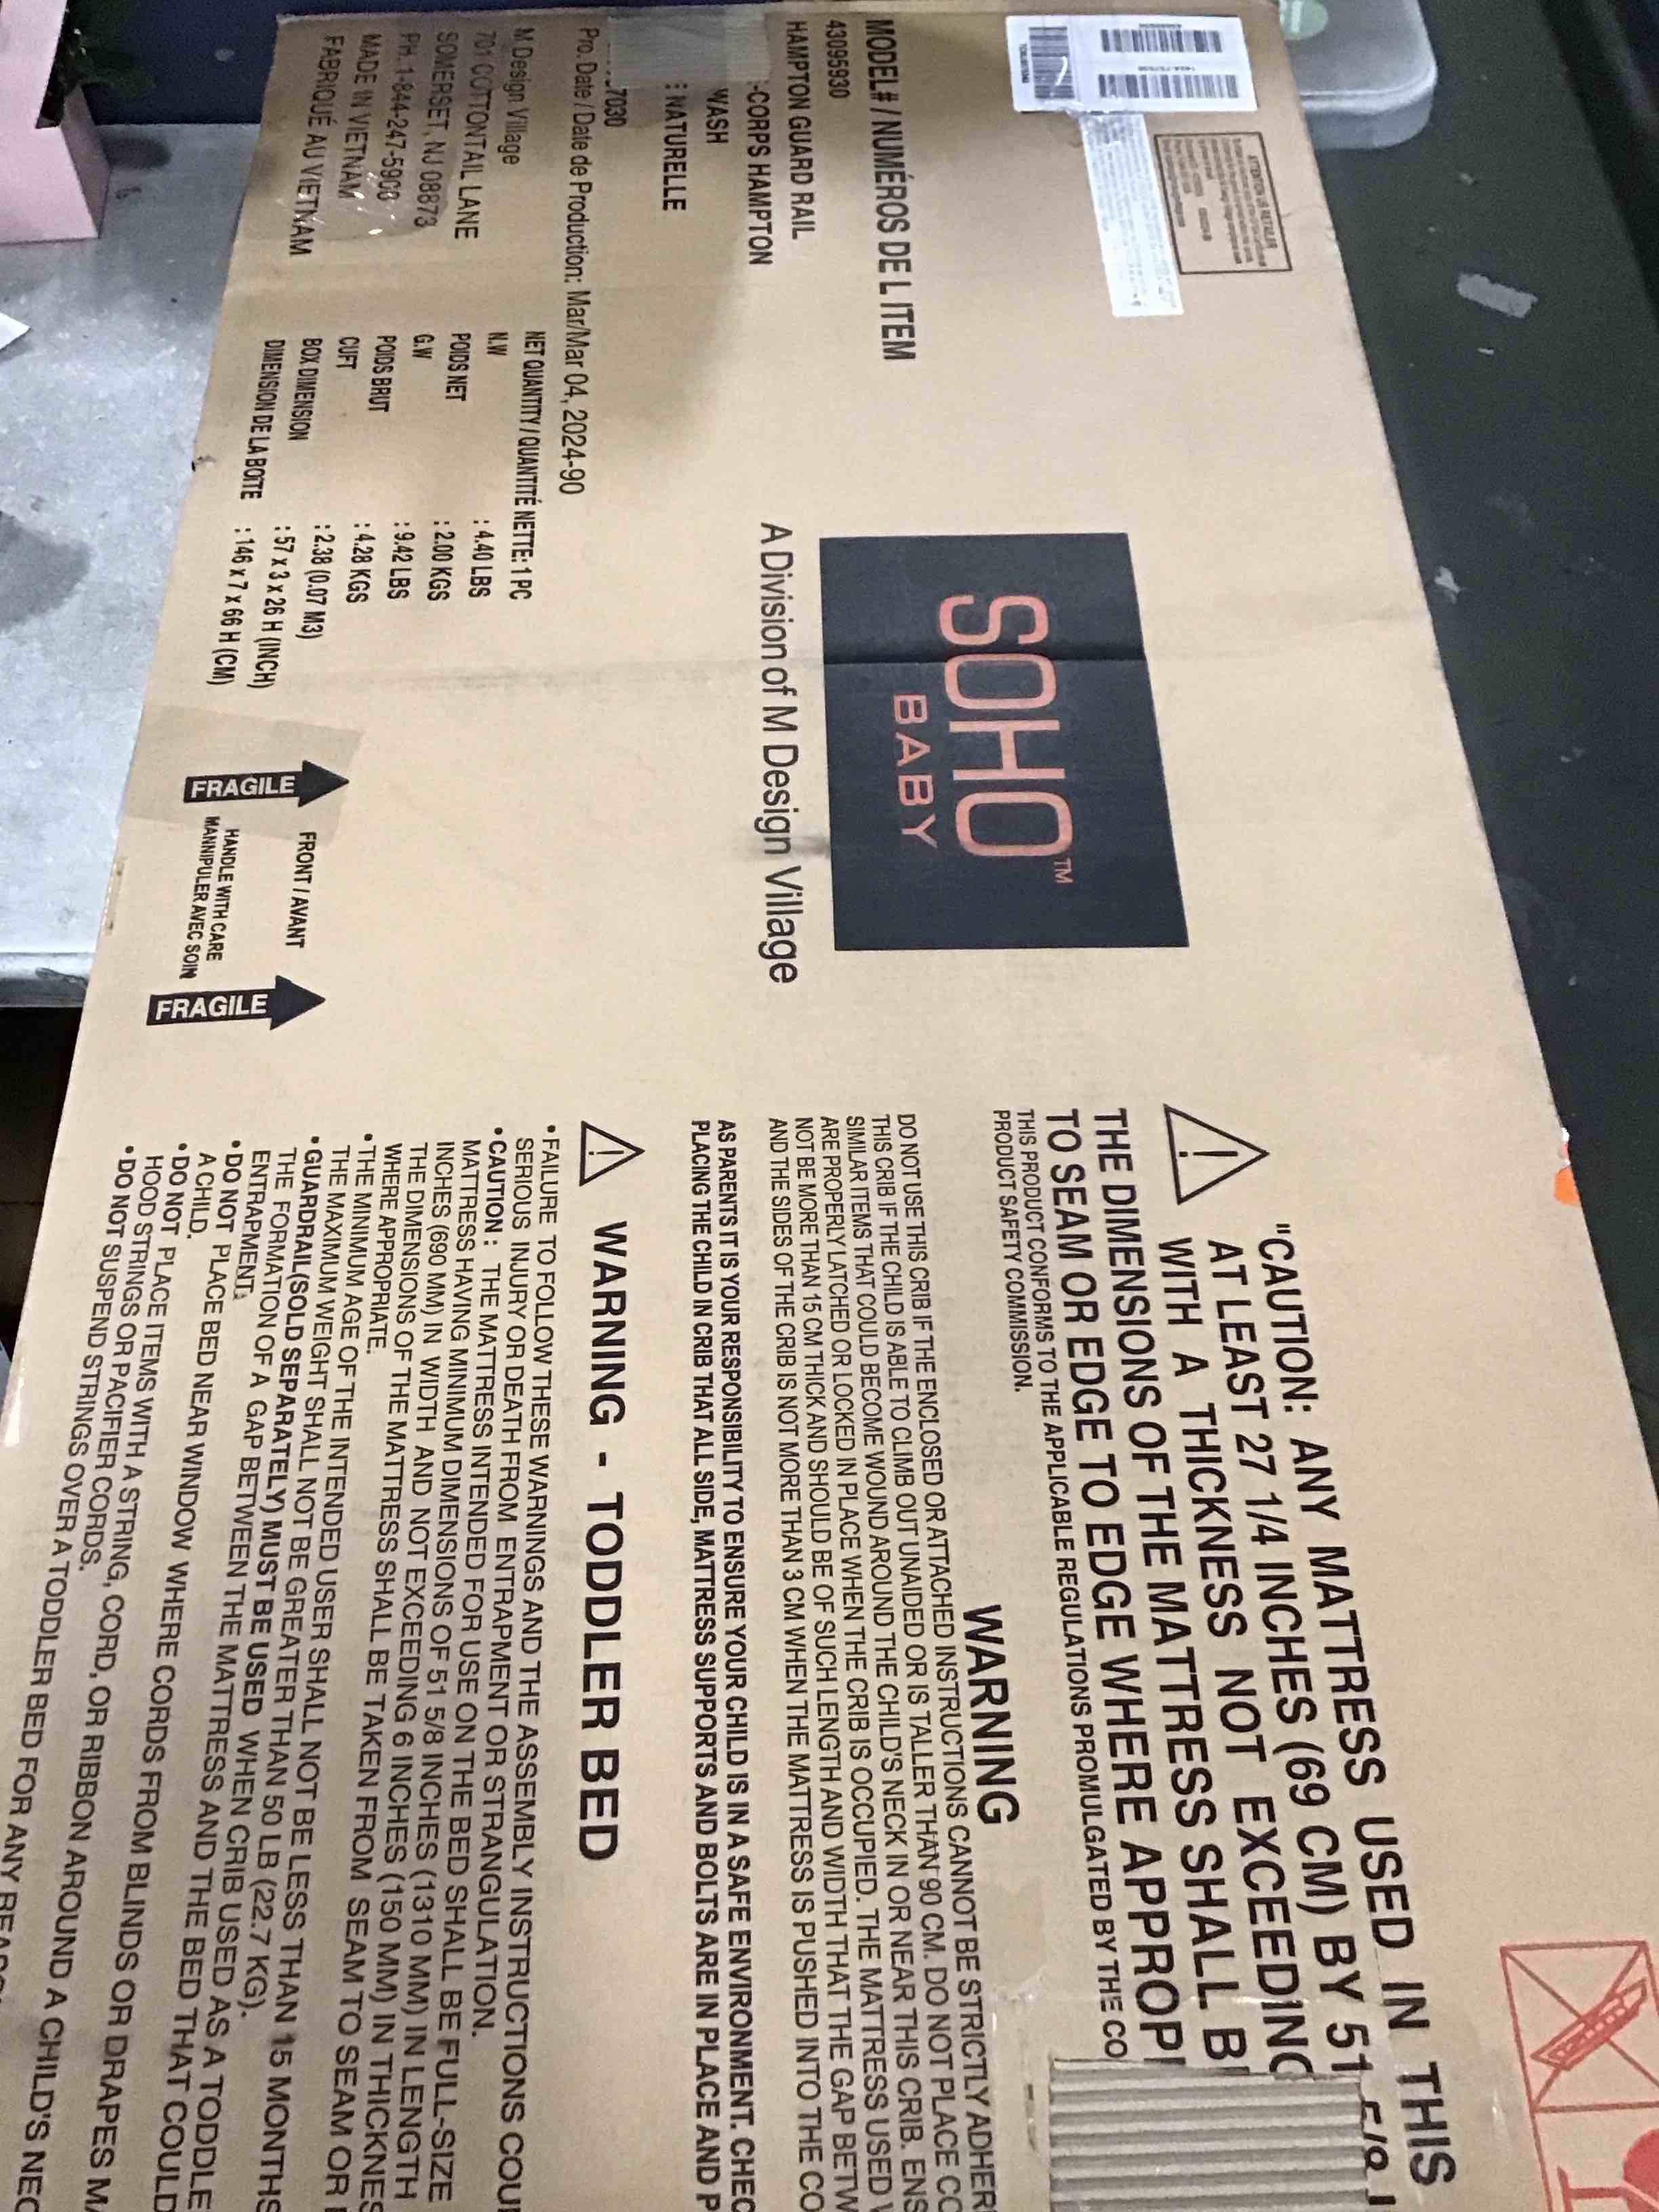 ATTENTION US RETAILER
MODEL# / NUMÉROS DE L ITEM
43095930
HAMPTON GUARD RAIL
-CORPS HAMPTON
WASH
: NATURELLE
7030
Pro. Date / Date de Production: Mar/Mar 04, 2024-90
M Design Village
701 COTTONTAIL LANE
SOMERSET, NJ 08873
PH. 1-844-247-5903
MADE IN VIETNAM
FABRIQUÉ AU VIETNAM
NET QUANTITY / QUANTITÉ NETTE: 1 PC
N.W : 4.40 LBS
POIDS NET : 2.00 KGS
G.W : 9.42 LBS
POIDS BRUT : 4.28 KGS
CUFT : 2.38 (0.07 M3)
BOX DIMENSION : 57 x 3 x 26 H (INCH)
DIMENSION DE LA BOITE : 146 x 7 x 66 H (CM)
SOHO™
BABY
A Division of M Design Village
FRAGILE
FRONT / AVANT
HANDLE WITH CARE
MANNIPULER AVEC SOIN
FRAGILE
"CAUTION: ANY MATTRESS USED IN THIS
AT LEAST 27 1/4 INCHES (69 CM) BY 51 5/8 I
WITH A THICKNESS NOT EXCEEDING
THE DIMENSIONS OF THE MATTRESS SHALL B
TO SEAM OR EDGE TO EDGE WHERE APPROP
THIS PRODUCT CONFORMS TO THE APPLICABLE REGULATIONS PROMULGATED BY THE CO
PRODUCT SAFETY COMMISSION.
WARNING
DO NOT USE THIS CRIB IF THE ENCLOSED OR ATTACHED INSTRUCTIONS CANNOT BE STRICTLY ADHER
THIS CRIB IF THE CHILD IS ABLE TO CLIMB OUT UNAIDED OR IS TALLER THAN 90 CM. DO NOT PLACE CO
SIMILAR ITEMS THAT COULD BECOME WOUND AROUND THE CHILD'S NECK IN OR NEAR THIS CRIB. ENS
ARE PROPERLY LATCHED OR LOCKED IN PLACE WHEN THE CRIB IS OCCUPIED. THE MATTRESS USED
NOT BE MORE THAN 15 CM THICK AND SHOULD BE OF SUCH LENGTH AND WIDTH THAT THE GAP BETW
AND THE SIDES OF THE CRIB IS NOT MORE THAN 3 CM WHEN THE MATTRESS IS PUSHED INTO THE CO
AS PARENTS IT IS YOUR RESPONSIBILITY TO ENSURE YOUR CHILD IS IN A SAFE ENVIRONMENT. CHEC
PLACING THE CHILD IN CRIB THAT ALL SIDE, MATTRESS SUPPORTS AND BOLTS ARE IN PLACE AND P
WARNING - TODDLER BED
• FAILURE TO FOLLOW THESE WARNINGS AND THE ASSEMBLY INSTRUCTIONS COUL
SERIOUS INJURY OR DEATH FROM ENTRAPMENT OR STRANGULATION.
• CAUTION : THE MATTRESS INTENDED FOR USE ON THE BED SHALL BE FULL-SIZE
MATTRESS HAVING MINIMUM DIMENSIONS OF 51 5/8 INCHES (1310 MM) IN LENGTH
INCHES (690 MM) IN WIDTH AND NOT EXCEEDING 6 INCHES (150 MM) IN THICKNES
THE DIMENSIONS OF THE MATTRESS SHALL BE TAKEN FROM SEAM TO SEAM OR
WHERE APPROPRIATE.
• THE MINIMUM AGE OF THE INTENDED USER SHALL NOT BE LESS THAN 15 MONTHS
THE MAXIMUM WEIGHT SHALL NOT BE GREATER THAN 50 LB (22.7 KG).
• GUARDRAIL(SOLD SEPARATELY) MUST BE USED WHEN CRIB USED AS A TODDLE
THE FORMATION OF A GAP BETWEEN THE MATTRESS AND THE BED THAT COULD
ENTRAPMENT.
• DO NOT PLACE BED NEAR WINDOW WHERE CORDS FROM BLINDS OR DRAPES MA
A CHILD.
• DO NOT PLACE ITEMS WITH A STRING, CORD, OR RIBBON AROUND A CHILD'S NEC
HOOD STRINGS OR PACIFIER CORDS.
• DO NOT SUSPEND STRINGS OVER A TODDLER BED FOR ANY REASO